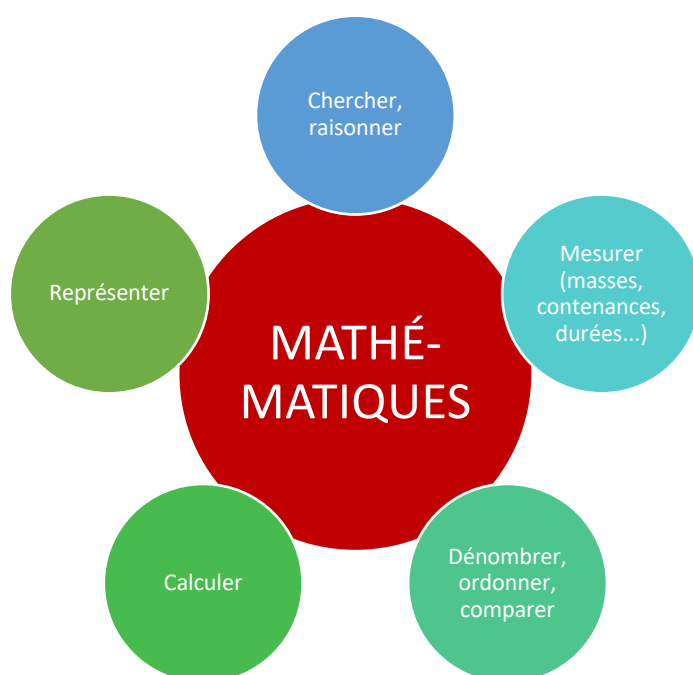 Chercher,
raisonner
Mesurer
(masses,
contenances,
durées...)
Représenter
MATHÉ-
MATIQUES
Dénombrer,
ordonner,
comparer
Calculer